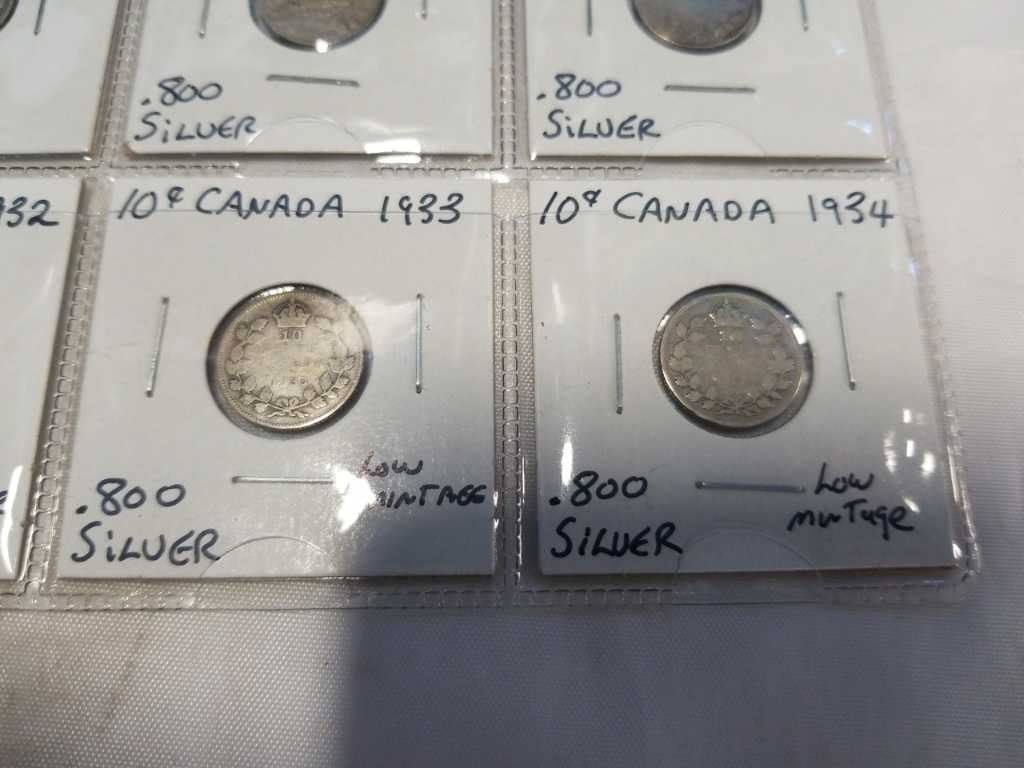 .800
SiLVER
.800
SiLVER
932
10¢ CANADA 1933
10
.800
SiLVER
LOW
MINTAGE
10¢ CANADA 1934
.800
SiLVER
Low
minTage